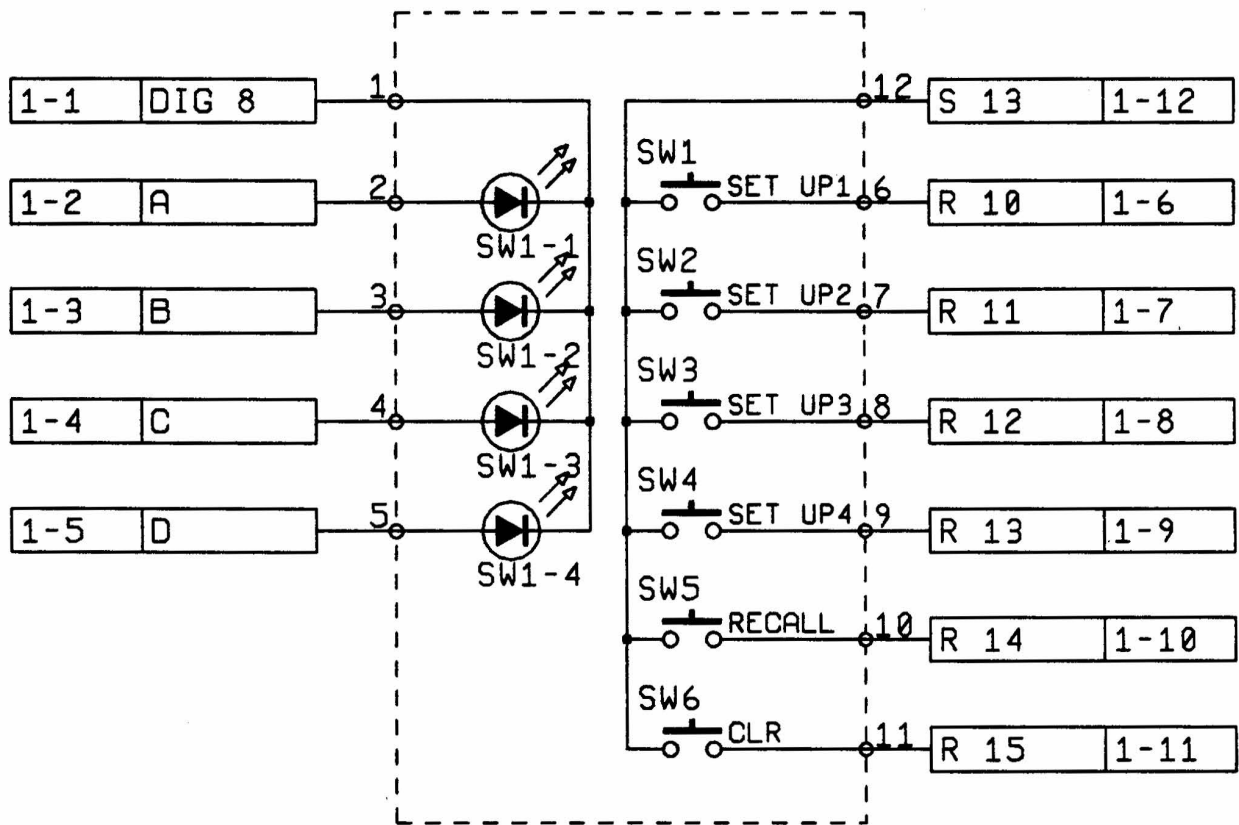 1-1 DIG 8 1
12 S 13 1-12
SW1
1-2 A 2
SET UP1 6 R 10 1-6
SW1-1
SW2
1-3 B 3
SET UP2 7 R 11 1-7
SW1-2
SW3
1-4 C 4
SET UP3 8 R 12 1-8
SW1-3
SW4
1-5 D 5
SET UP4 9 R 13 1-9
SW1-4
SW5
RECALL 10 R 14 1-10
SW6
CLR 11 R 15 1-11